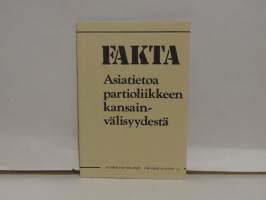 FAKTA
Asiatietoa
partioliikkeen
kansain-
välisyydestä